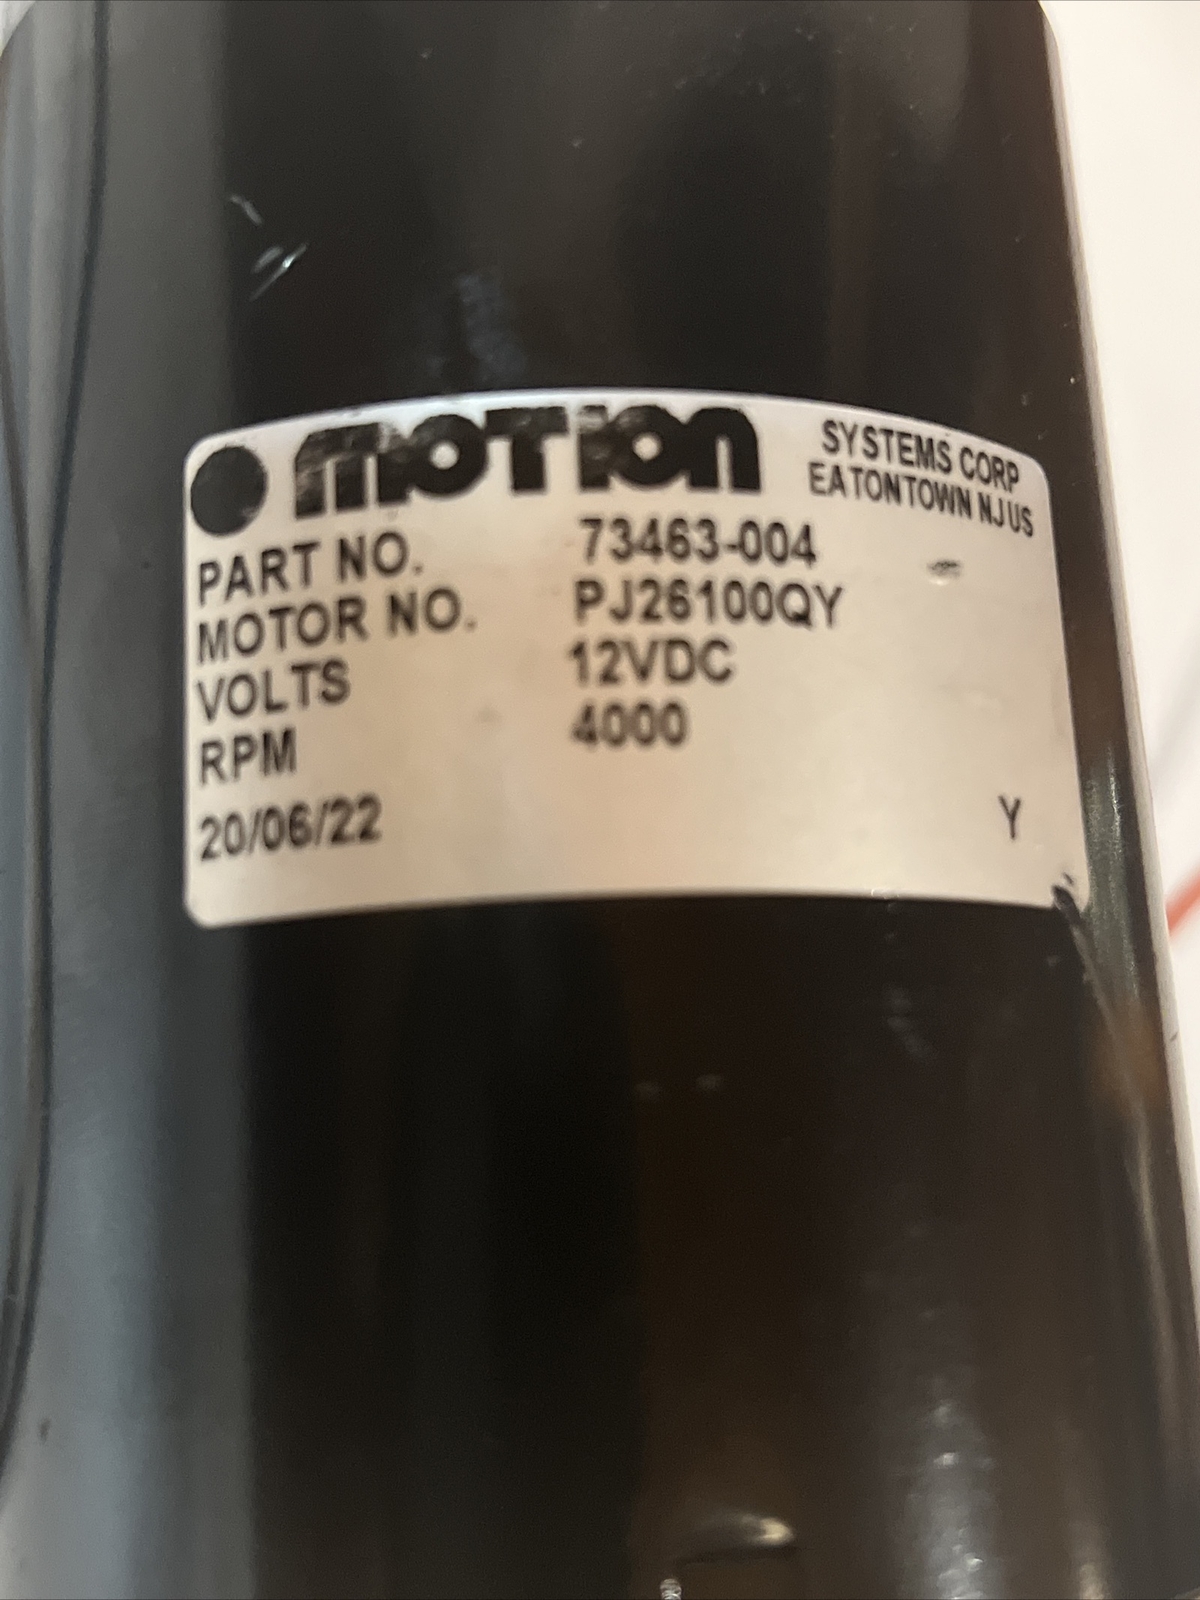 MOTION SYSTEMS CORP
EATONTOWN NJ US
PART NO. 73463-004
MOTOR NO. PJ26100QY
VOLTS 12VDC
RPM 4000
20/06/22 Y